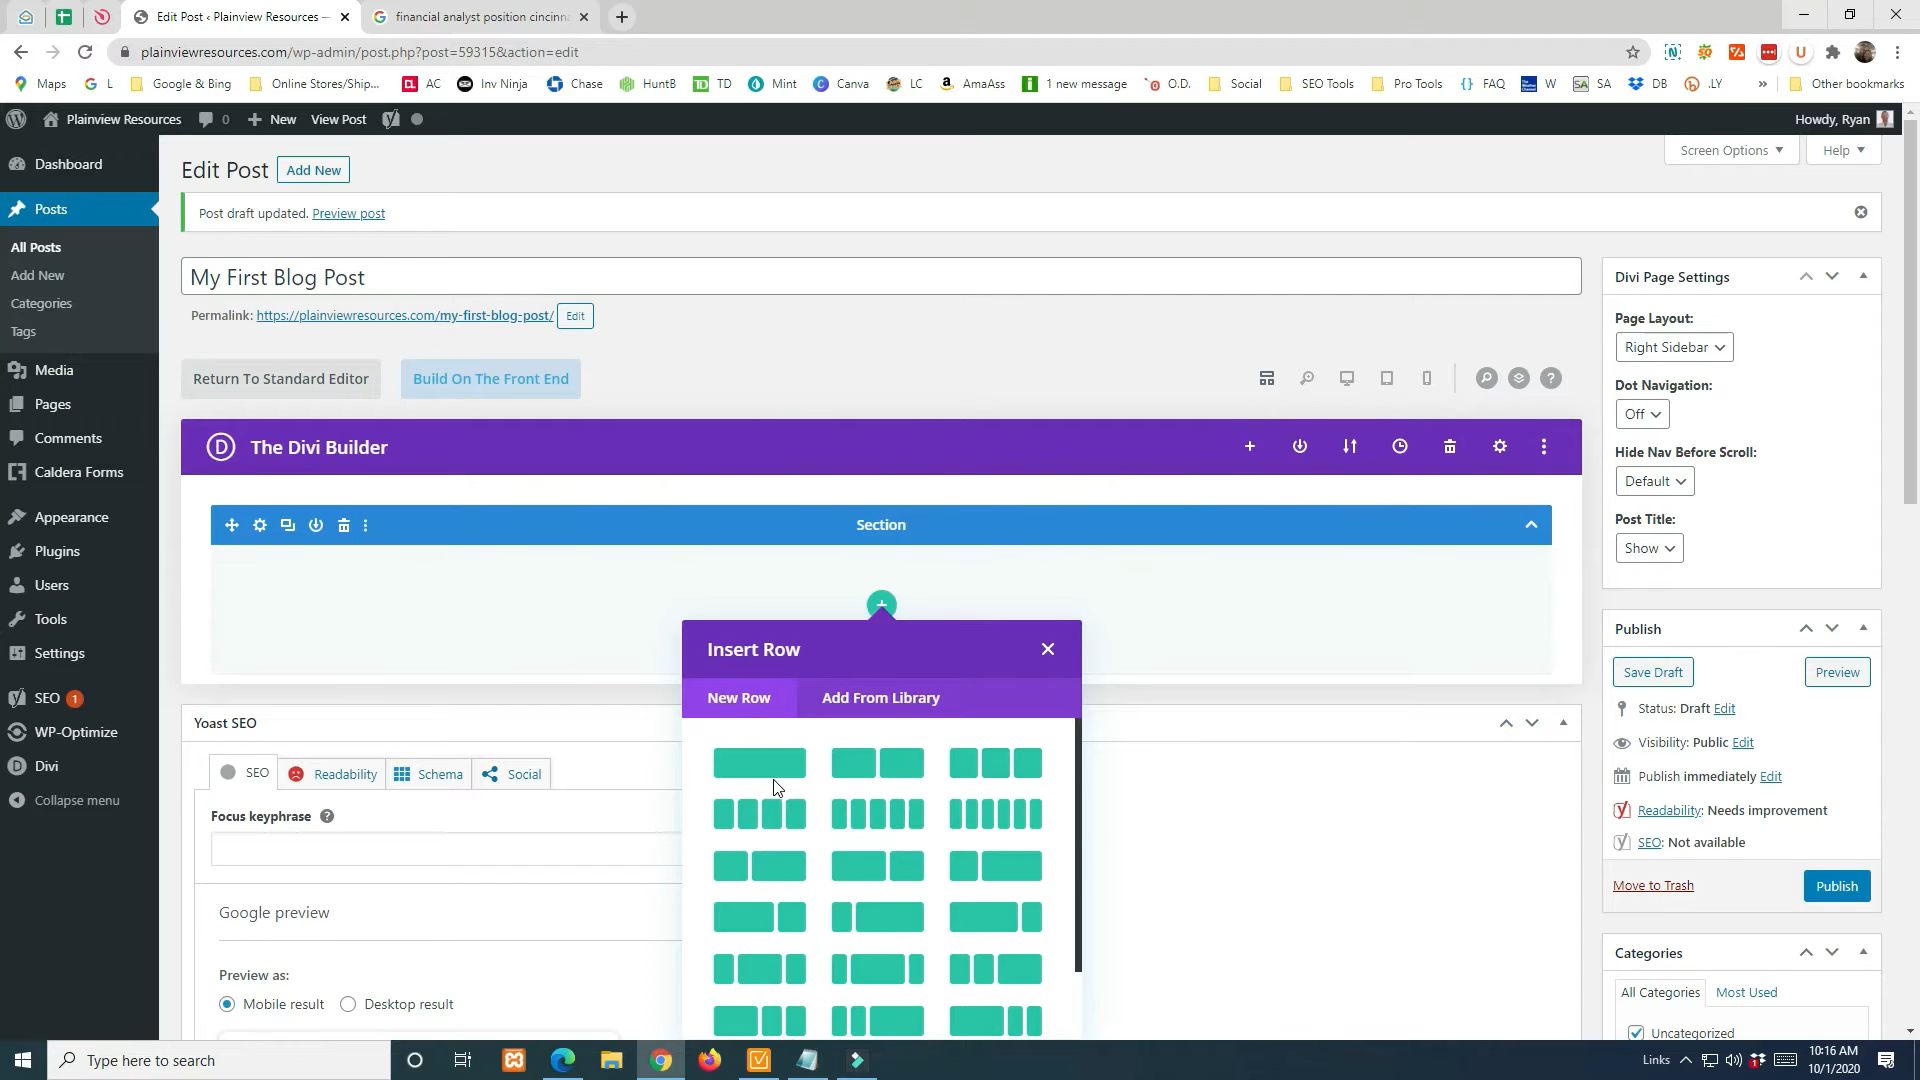 Edit Post ‹ Plainview Resources —
financial analyst position cincinn
plainviewresources.com/wp-admin/post.php?post=59315&action=edit
Maps
G L
Google & Bing
Online Stores/Ship...
AC
Inv Ninja
Chase
HuntB
TD
Mint
Canva
LC
AmaAss
1 new message
O.D.
Social
SEO Tools
Pro Tools
FAQ
W
SA
DB
.LY
»
Other bookmarks
Plainview Resources
0
New
View Post
Howdy, Ryan
Dashboard
Posts
All Posts
Add New
Categories
Tags
Media
Pages
Comments
Caldera Forms
Appearance
Plugins
Users
Tools
Settings
SEO 1
WP-Optimize
Divi
Collapse menu
Screen Options
Help
Edit Post
Add New
Post draft updated. Preview post
My First Blog Post
Permalink: https://plainviewresources.com/my-first-blog-post/ Edit
Return To Standard Editor
Build On The Front End
D The Divi Builder
Section
Insert Row
New Row
Add From Library
Yoast SEO
SEO
Readability
Schema
Social
Focus keyphrase ?
Google preview
Preview as:
Mobile result
Desktop result
Divi Page Settings
Page Layout:
Right Sidebar
Dot Navigation:
Off
Hide Nav Before Scroll:
Default
Post Title:
Show
Publish
Save Draft
Preview
Status: Draft Edit
Visibility: Public Edit
Publish immediately Edit
Readability: Needs improvement
SEO: Not available
Move to Trash
Publish
Categories
All Categories
Most Used
Uncategorized
Type here to search
Links
10:16 AM
10/1/2020